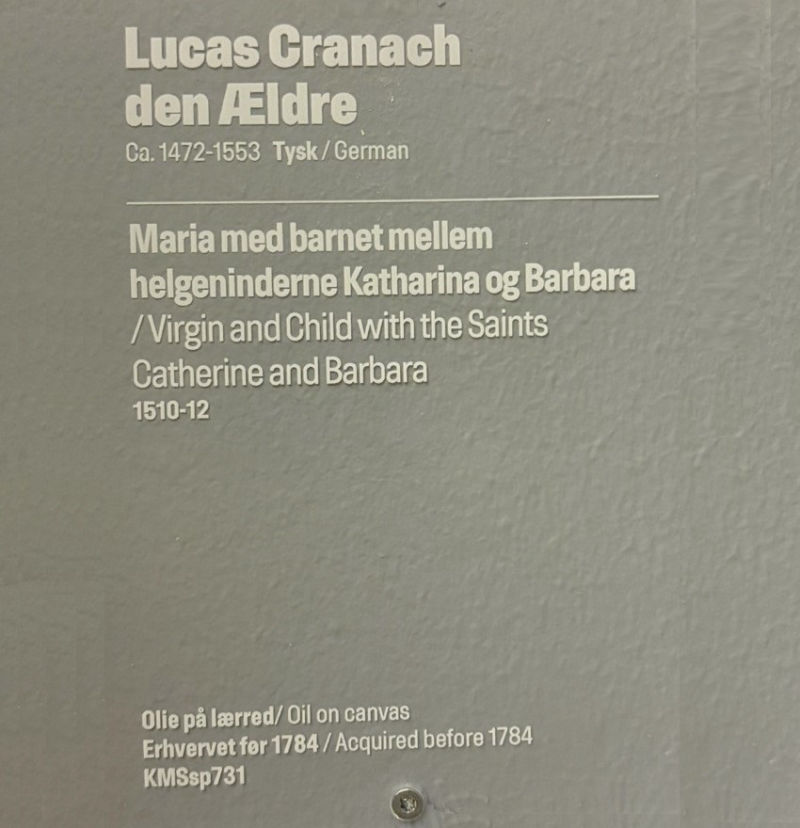 Lucas Cranach
den Ældre
Ca. 1472-1553 Tysk / German
Maria med barnet mellem
helgeninderne Katharina og Barbara
/ Virgin and Child with the Saints
Catherine and Barbara
1510-12
Olie på lærred / Oil on canvas
Erhvervet før 1784 / Acquired before 1784
KMSsp731